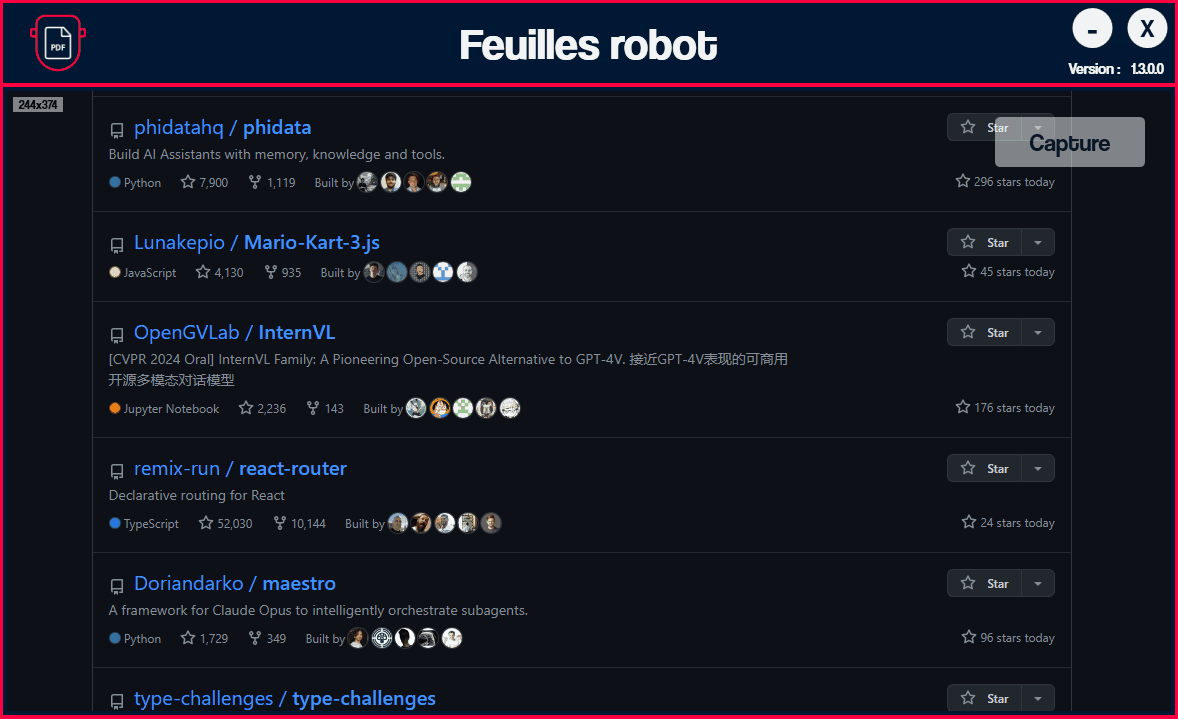 PDF
Feuilles robot
-
X
Version : 1.3.0.0
244x374
phidatahq / phidata
Star
Capture
Build AI Assistants with memory, knowledge and tools.
Python 7,900 1,119 Built by 296 stars today
Lunakepio / Mario-Kart-3.js
Star
JavaScript 4,130 935 Built by 45 stars today
OpenGVLab / InternVL
Star
[CVPR 2024 Oral] InternVL Family: A Pioneering Open-Source Alternative to GPT-4V. 接近GPT-4V表现的可商用
开源多模态对话模型
Jupyter Notebook 2,236 143 Built by 176 stars today
remix-run / react-router
Star
Declarative routing for React
TypeScript 52,030 10,144 Built by 24 stars today
Doriandarko / maestro
Star
A framework for Claude Opus to intelligently orchestrate subagents.
Python 1,729 349 Built by 96 stars today
type-challenges / type-challenges
Star